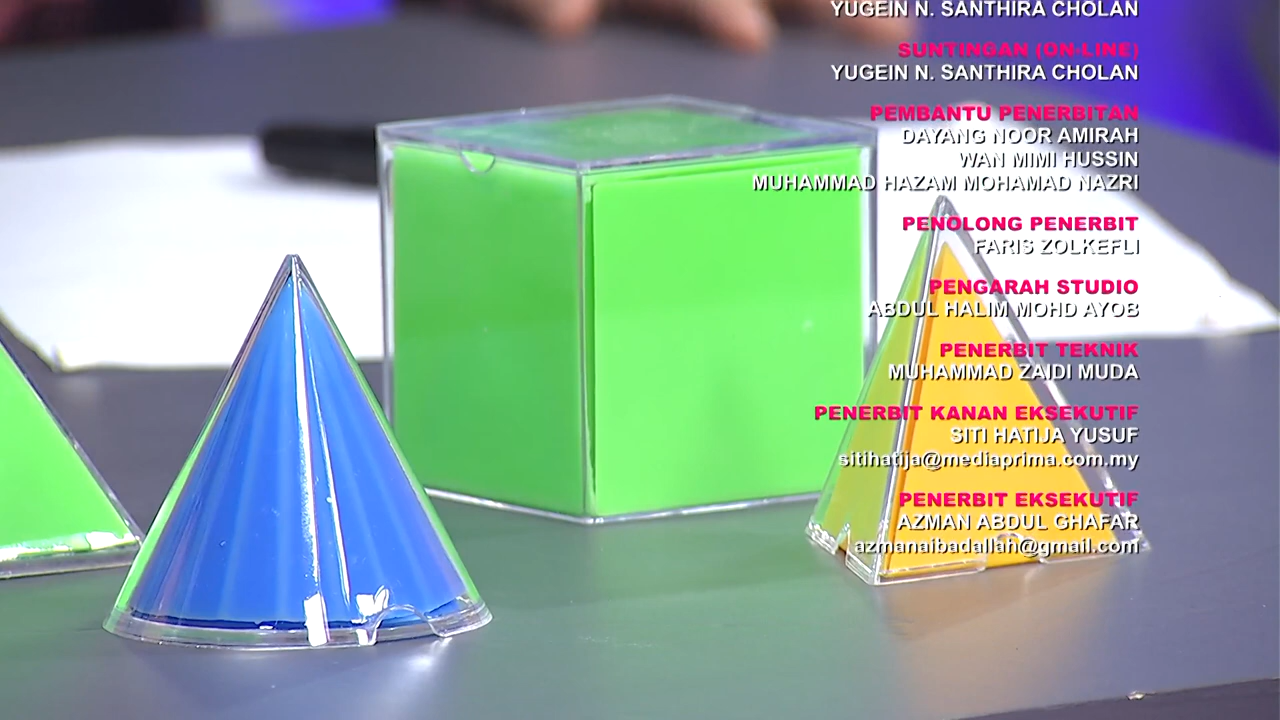 YUGEIN N. SANTHIRA CHOLAN
SUNTINGAN (ON-LINE)
YUGEIN N. SANTHIRA CHOLAN
PEMBANTU PENERBITAN
DAYANG NOOR AMIRAH
WAN MIMI HUSSIN
MUHAMMAD HAZAM MOHAMAD NAZRI
PENOLONG PENERBIT
FARIS ZOLKEFLI
PENGARAH STUDIO
ABDUL HALIM MOHD AYOB
PENERBIT TEKNIK
MUHAMMAD ZAIDI MUDA
PENERBIT KANAN EKSEKUTIF
SITI HATIJA YUSUF
sitihatija@mediaprima.com.my
PENERBIT EKSEKUTIF
AZMAN ABDUL GHAFAR
azmanaibadallah@gmail.com